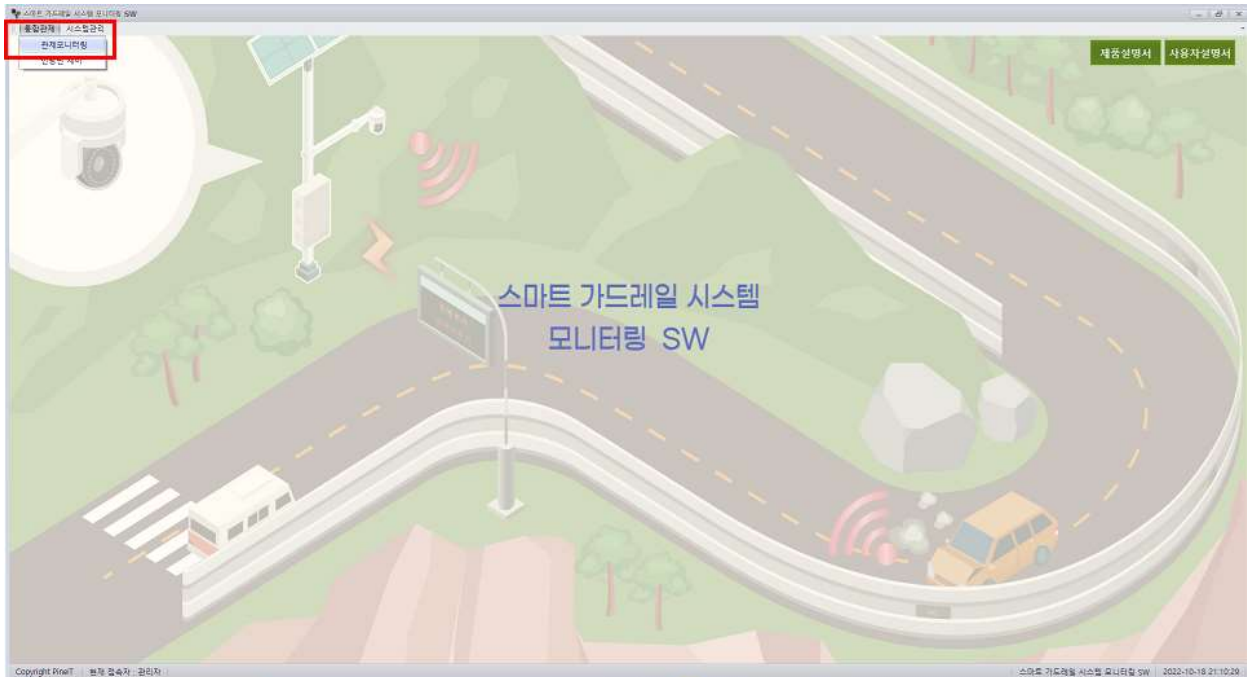 스마트 가드레일 시스템 모니터링 SW
통합관제 시스템관리
관제모니터링
제품설명서 사용자설명서
스마트 가드레일 시스템
모니터링 SW
Copyright PineIT 현재 접속자 : 관리자
스마트 가드레일 시스템 모니터링 SW 2022-10-18 21:10:29